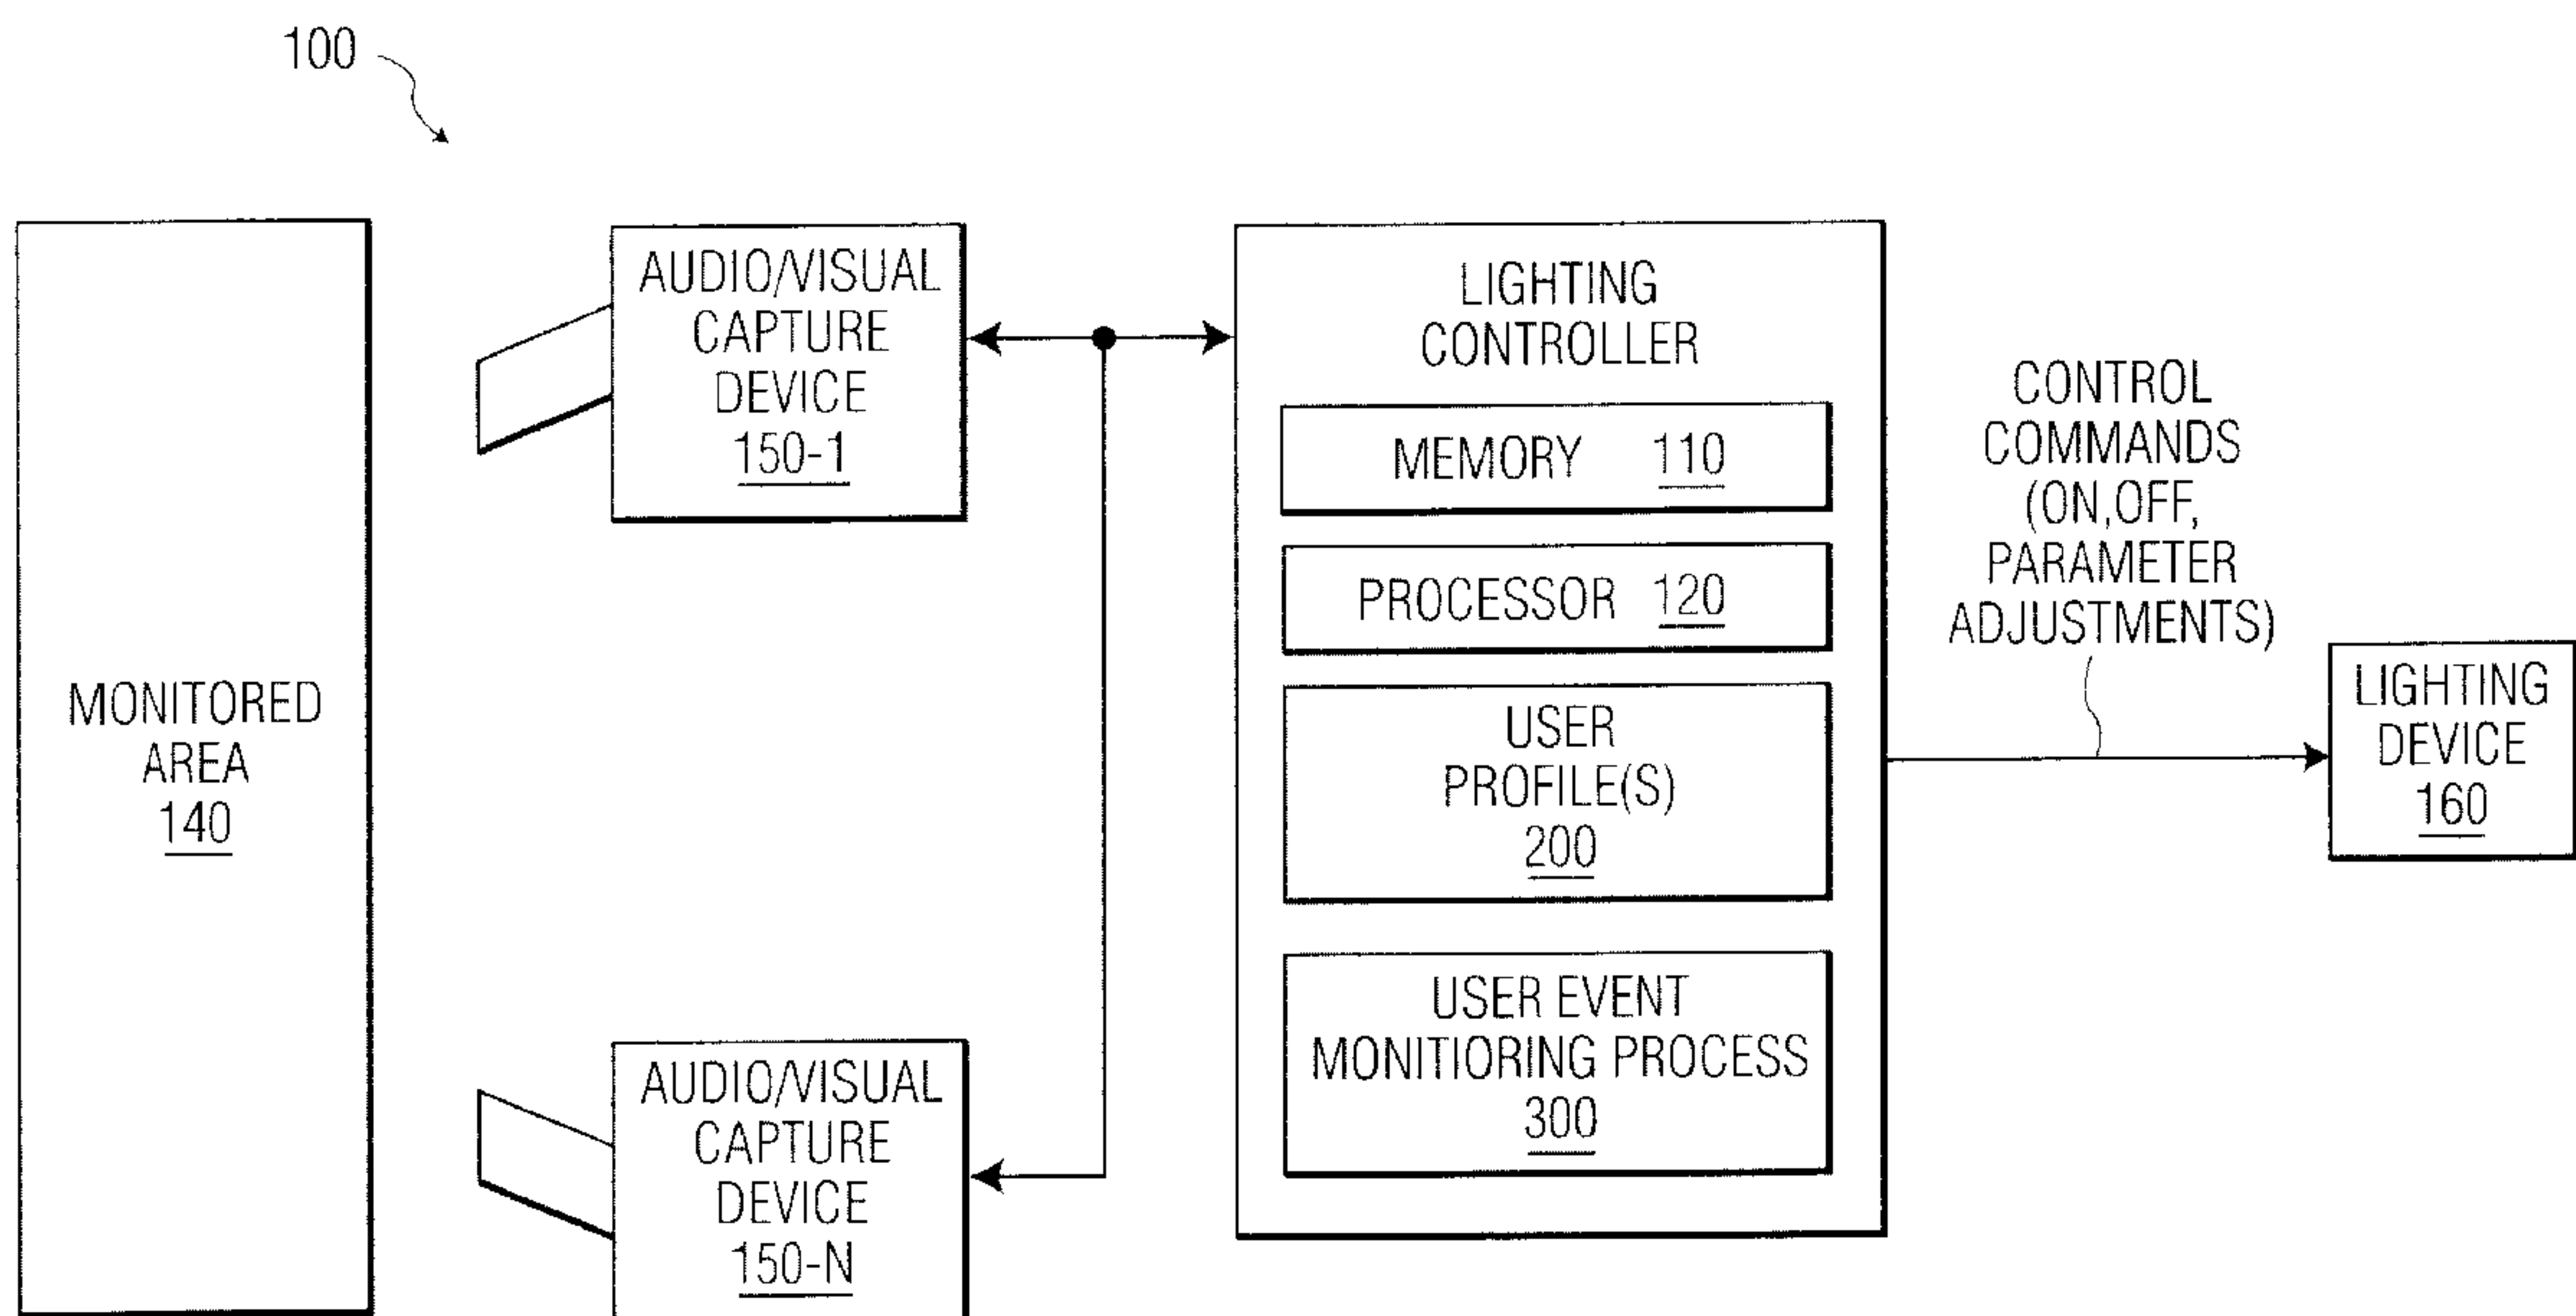 100
MONITORED
AREA
140
AUDIO/VISUAL
CAPTURE
DEVICE
150-1
AUDIO/VISUAL
CAPTURE
DEVICE
150-N
LIGHTING
CONTROLLER
MEMORY 110
PROCESSOR 120
USER
PROFILE(S)
200
USER EVENT
MONITIORING PROCESS
300
CONTROL
COMMANDS
(ON,OFF,
PARAMETER
ADJUSTMENTS)
LIGHTING
DEVICE
160